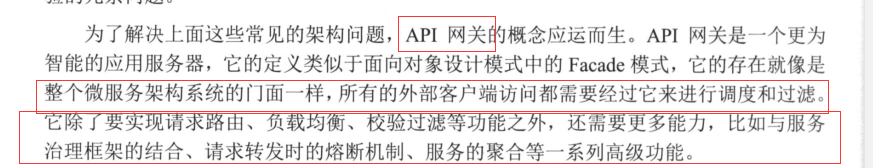 为了解决上面这些常见的架构问题，API 网关的概念应运而生。API 网关是一个更为
智能的应用服务器，它的定义类似于面向对象设计模式中的 Facade 模式，它的存在就像是
整个微服务架构系统的门面一样，所有的外部客户端访问都需要经过它来进行调度和过滤。
它除了要实现请求路由、负载均衡、校验过滤等功能之外，还需要更多能力，比如与服务
治理框架的结合、请求转发时的熔断机制、服务的聚合等一系列高级功能。